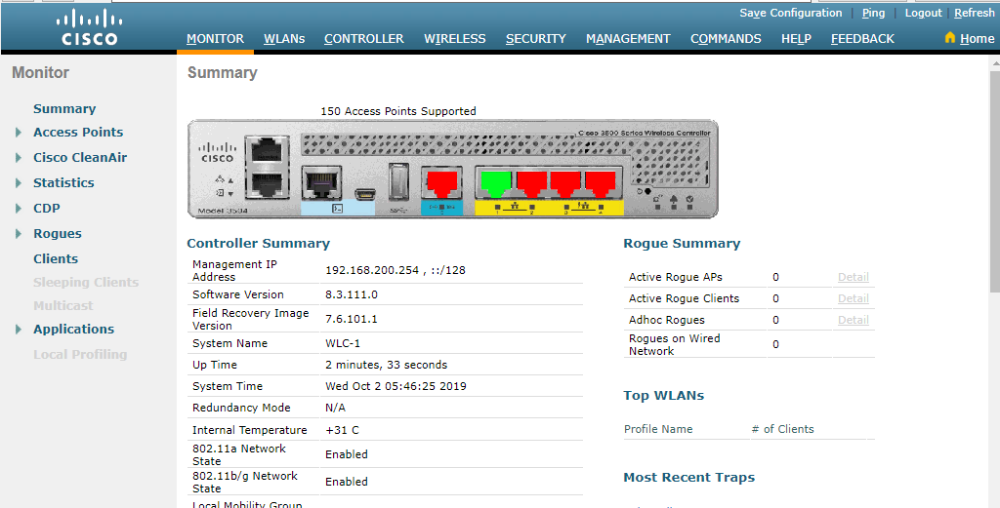 Save Configuration | Ping | Logout | Refresh
CISCO
MONITOR WLANs CONTROLLER WIRELESS SECURITY MANAGEMENT COMMANDS HELP FEEDBACK Home
Monitor
Summary
Access Points
Cisco CleanAir
Statistics
CDP
Rogues
Clients
Sleeping Clients
Multicast
Applications
Local Profiling
Summary
150 Access Points Supported
Cisco 3500 Series Wireless Controller
CISCO
Model 3504
1 2 3 4
Controller Summary
Management IP
Address 192.168.200.254 , ::/128
Software Version 8.3.111.0
Field Recovery Image
Version 7.6.101.1
System Name WLC-1
Up Time 2 minutes, 33 seconds
System Time Wed Oct 2 05:46:25 2019
Redundancy Mode N/A
Internal Temperature +31 C
802.11a Network
State Enabled
802.11b/g Network
State Enabled
Local Mobility Group
Rogue Summary
Active Rogue APs 0 Detail
Active Rogue Clients 0 Detail
Adhoc Rogues 0 Detail
Rogues on Wired
Network 0
Top WLANs
Profile Name # of Clients
Most Recent Traps